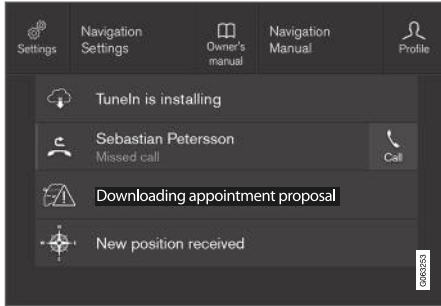 Settings
Navigation
Settings
Owner's
manual
Navigation
Manual
Profile
TuneIn is installing
Sebastian Petersson
Missed call
Call
Downloading appointment proposal
New position received
G063253